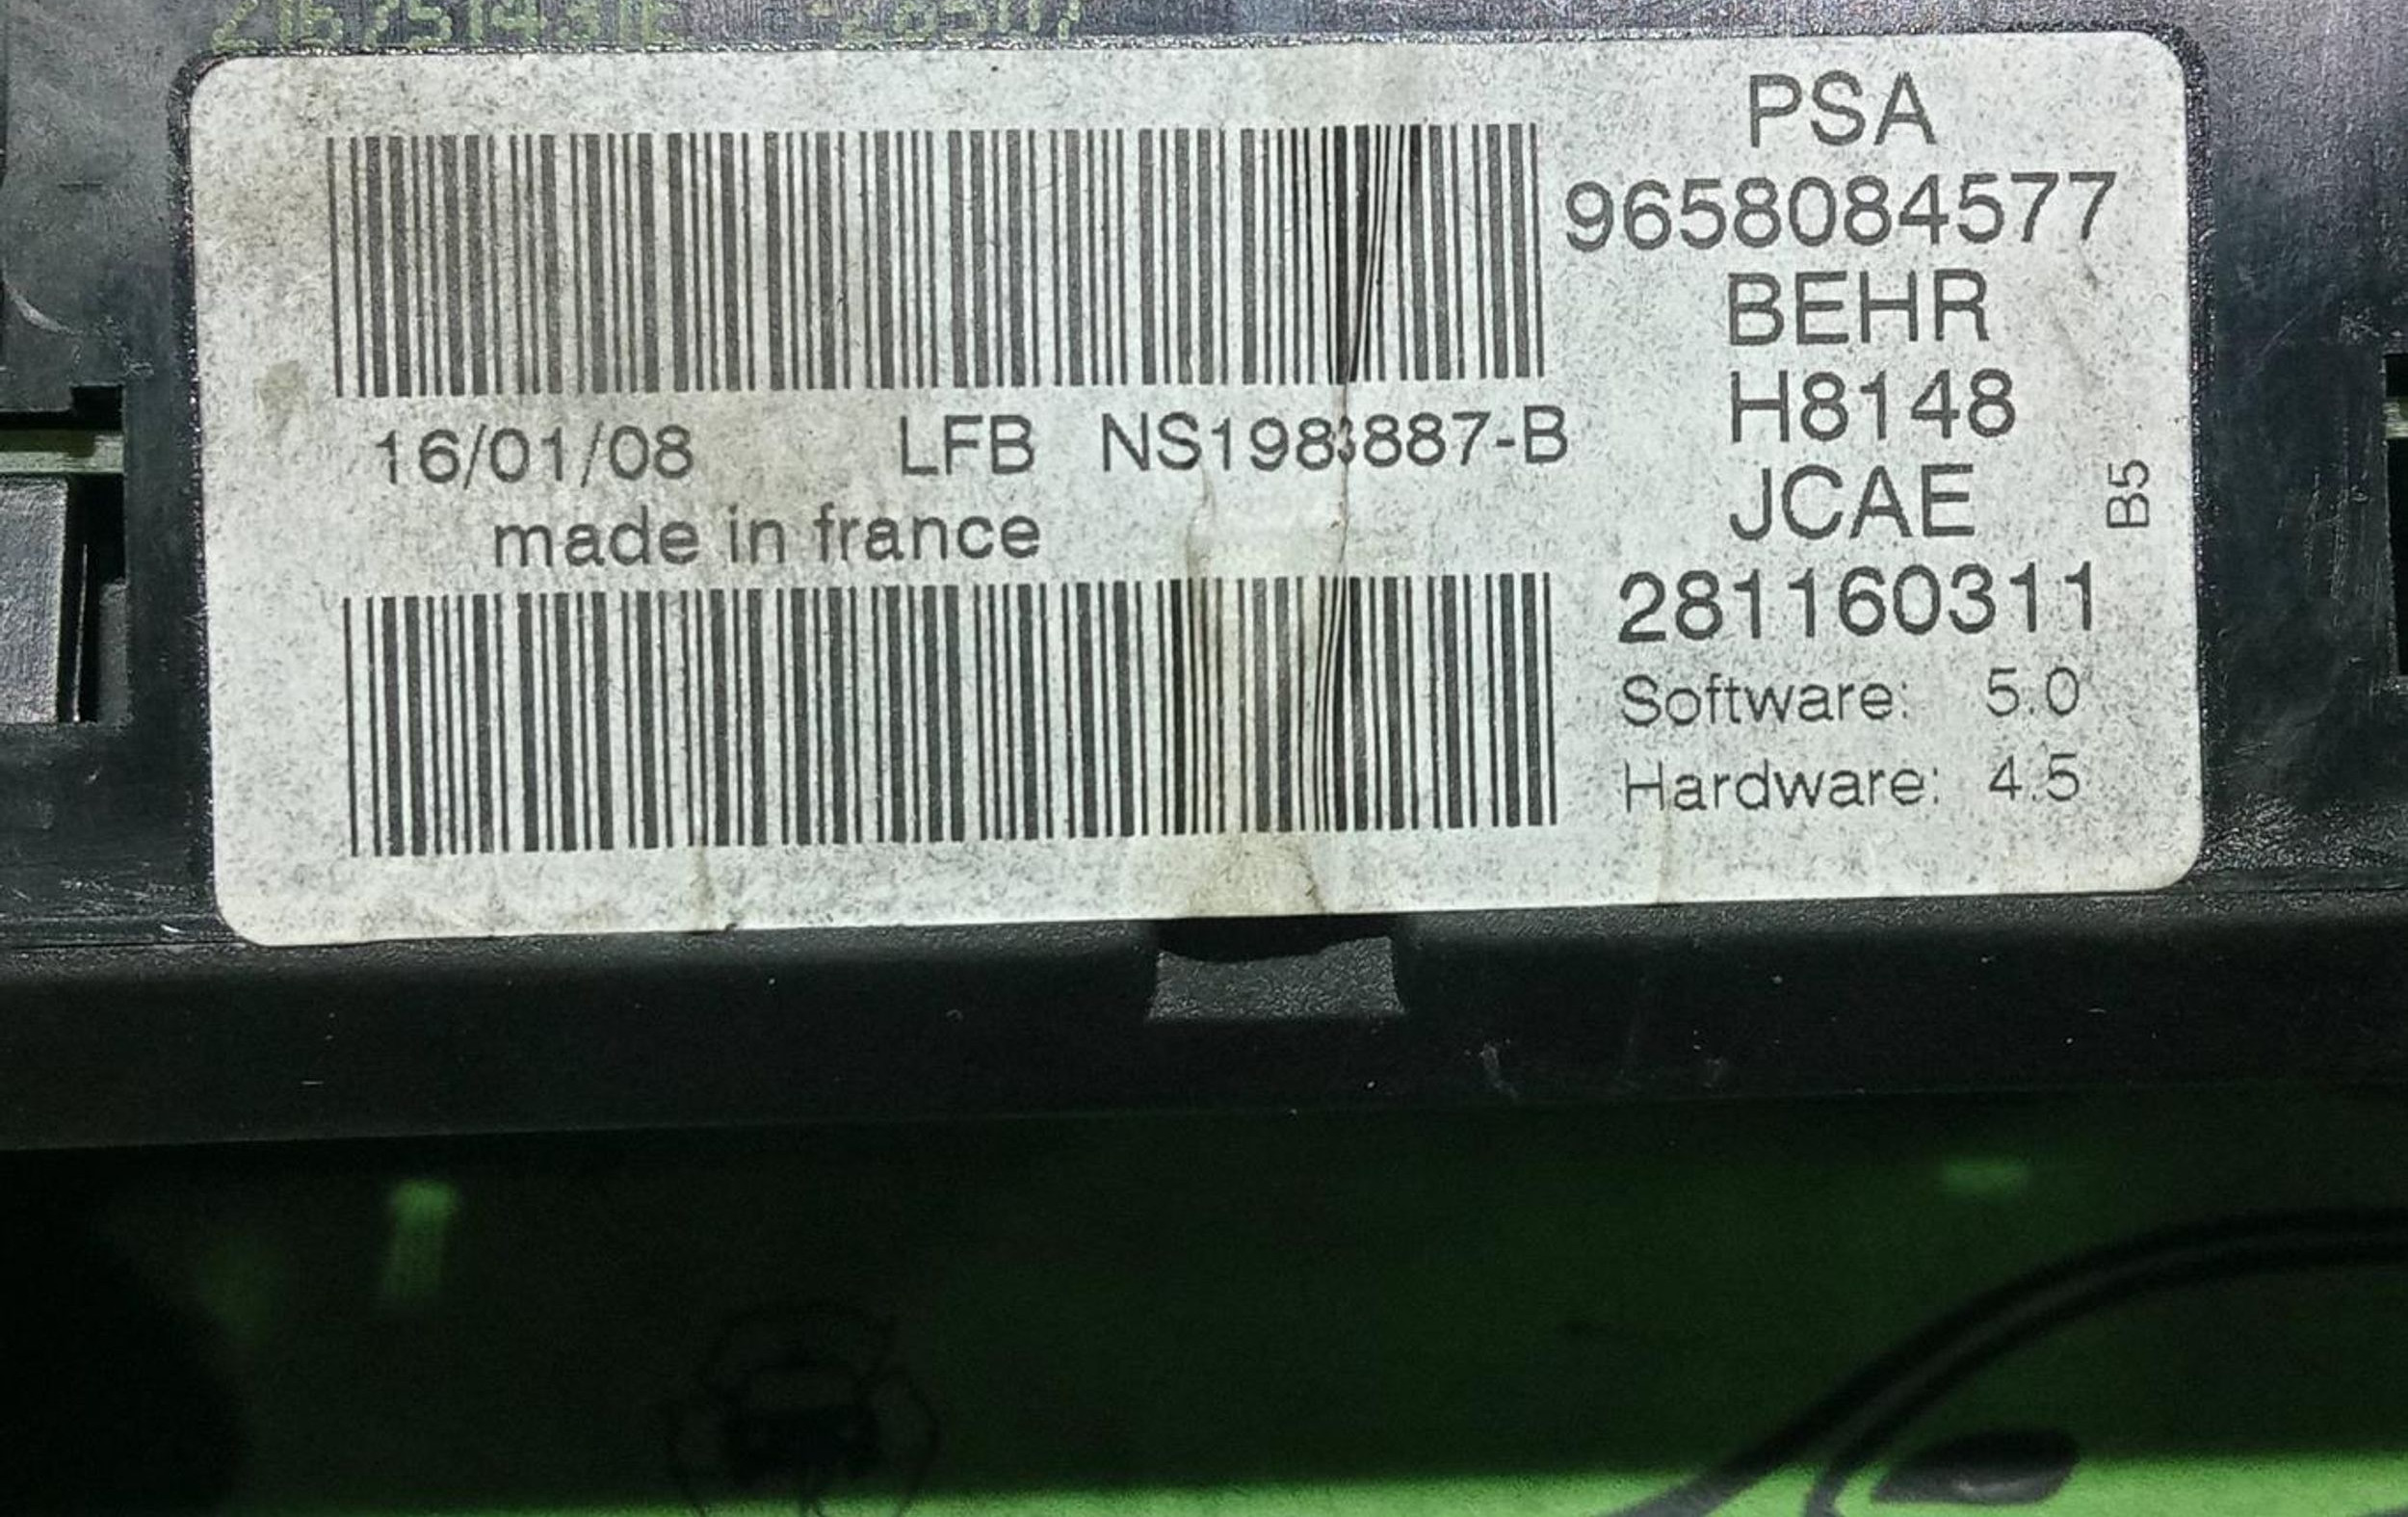 PSA
9658084577
BEHR
H8148
JCAE
281160311
B5
Software: 5.0
Hardware: 4.5
16/01/08 LFB
made in france